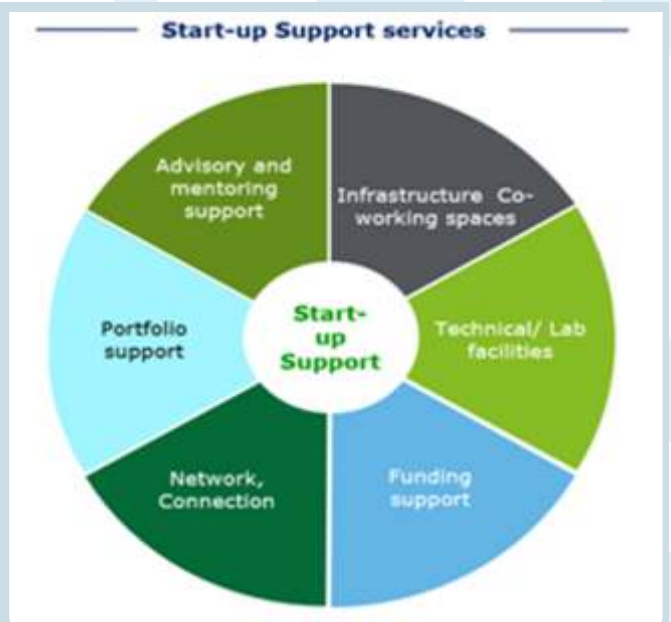 Start-up Support services
Advisory and
mentoring
support
Infrastructure Co-
working spaces
Portfolio
support
Start-
up
Support
Technical/ Lab
facilities
Network,
Connection
Funding
support